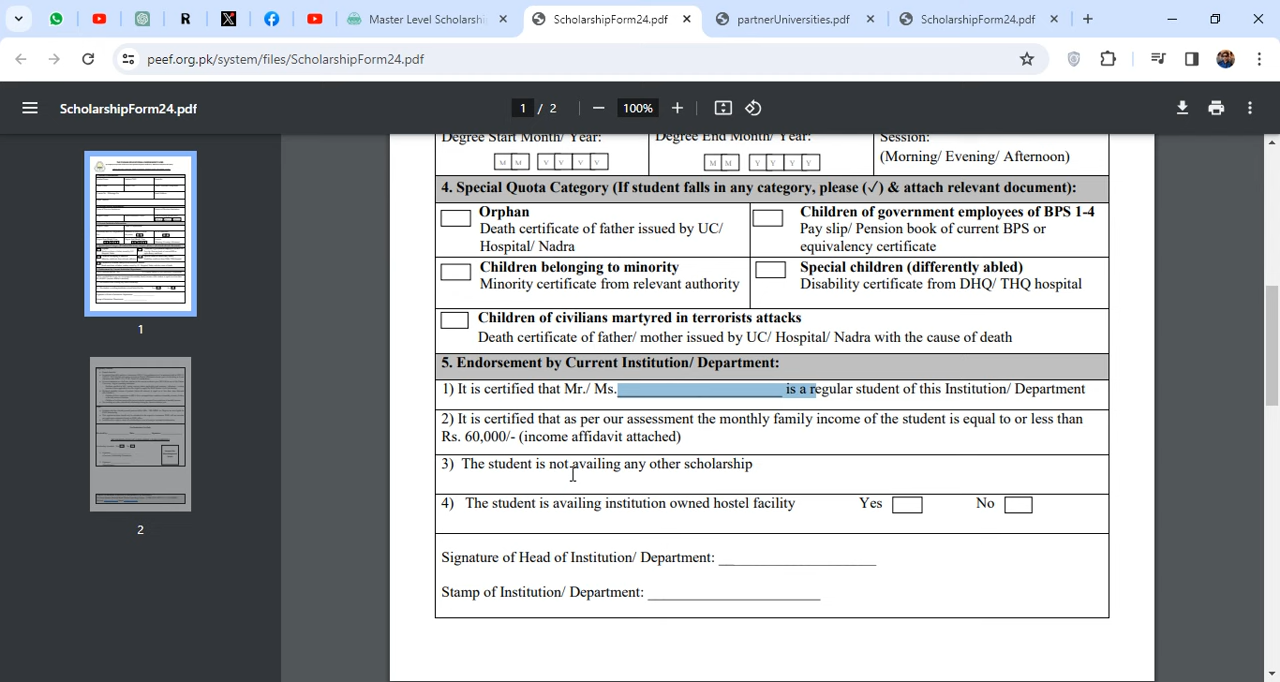 R
Master Level Scholarshi
ScholarshipForm24.pdf
partnerUniversities.pdf
ScholarshipForm24.pdf
peef.org.pk/system/files/ScholarshipForm24.pdf
ScholarshipForm24.pdf
1 / 2
100%
Degree Start Month/ Year:
Degree End Month/ Year:
Session:
M M Y Y Y Y
M M Y Y Y Y
(Morning/ Evening/ Afternoon)
4. Special Quota Category (If student falls in any category, please (✓) & attach relevant document):
Orphan
Death certificate of father issued by UC/
Hospital/ Nadra
Children of government employees of BPS 1-4
Pay slip/ Pension book of current BPS or
equivalency certificate
Children belonging to minority
Minority certificate from relevant authority
Special children (differently abled)
Disability certificate from DHQ/ THQ hospital
Children of civilians martyred in terrorists attacks
Death certificate of father/ mother issued by UC/ Hospital/ Nadra with the cause of death
5. Endorsement by Current Institution/ Department:
1) It is certified that Mr./ Ms.______________________ is a regular student of this Institution/ Department
2) It is certified that as per our assessment the monthly family income of the student is equal to or less than
Rs. 60,000/- (income affidavit attached)
3) The student is not availing any other scholarship
4) The student is availing institution owned hostel facility Yes No
Signature of Head of Institution/ Department: ____________________
Stamp of Institution/ Department: ______________________
1
2